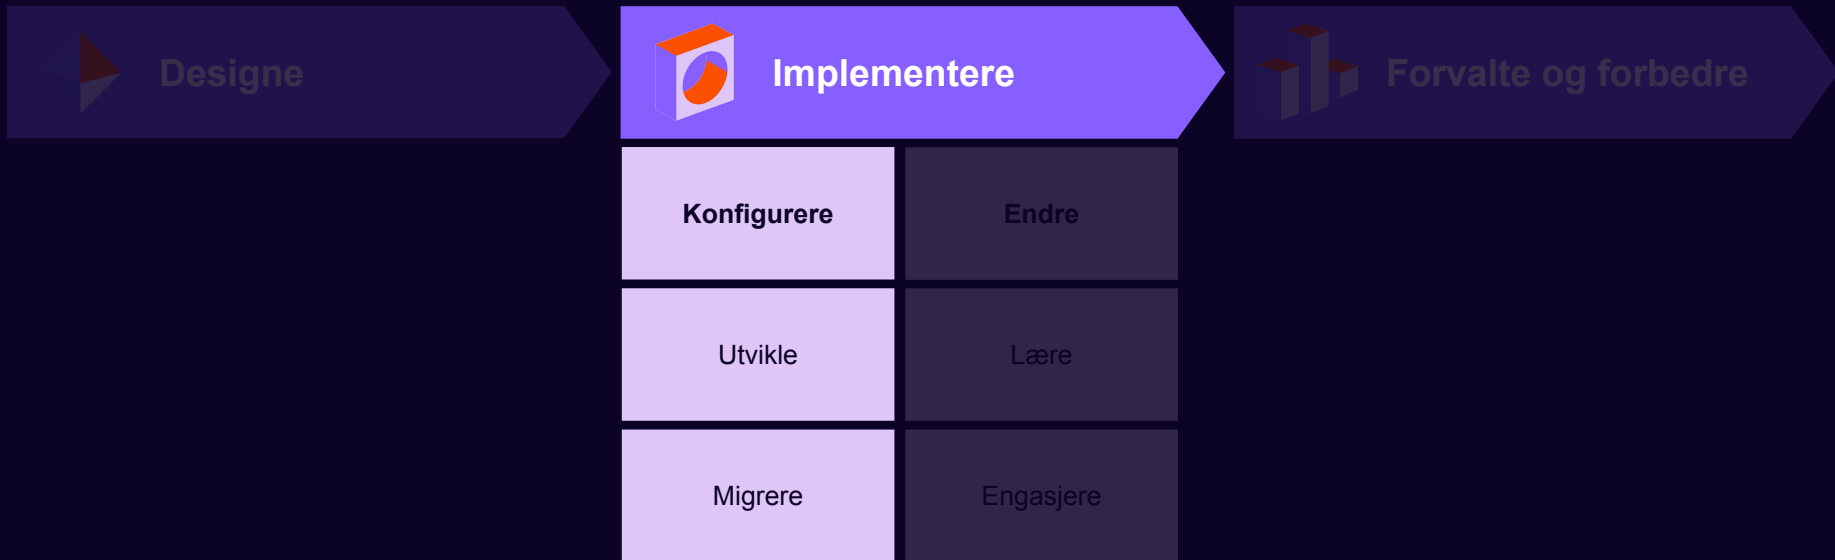 Designe
Implementere
Forvalte og forbedre
Konfigurere
Endre
Utvikle
Lære
Migrere
Engasjere